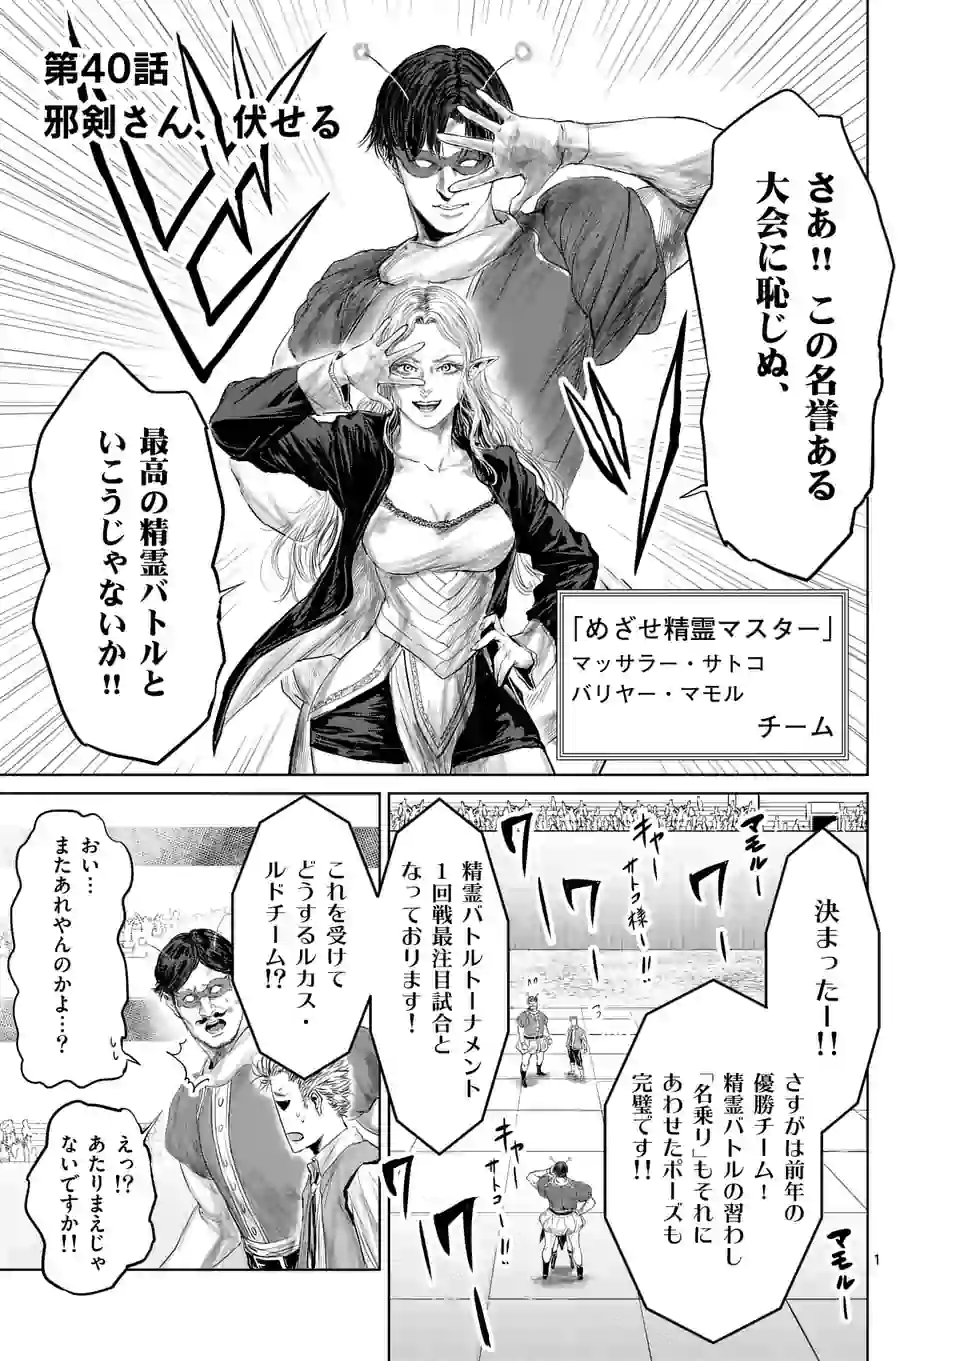 第40話
邪剣さん、伏せる
さあ!! この名誉ある
大会に恥じぬ、
最高の精霊バトルと
いこうじゃないか!!
「めざせ精霊マスター」
マッサラー・サトコ
バリヤー・マモル
チーム
決まったー!!
さすがは前年の
優勝チーム!
精霊バトルの習わし
「名乗り」もそれに
あわせたポーズも
完璧です!!
マモルー
キャー
サトコ様ー!!
ワー
ワー
ワー
キャー
サトコー!!
マモルー
精霊バトルトーナメント
1回戦最注目試合と
なっております!
これを受けて
どうするルカス・
ルドチーム!?
おい…
またあれやんのかよ…?
えっ!?
あたりまえじゃ
ないですか!!
1